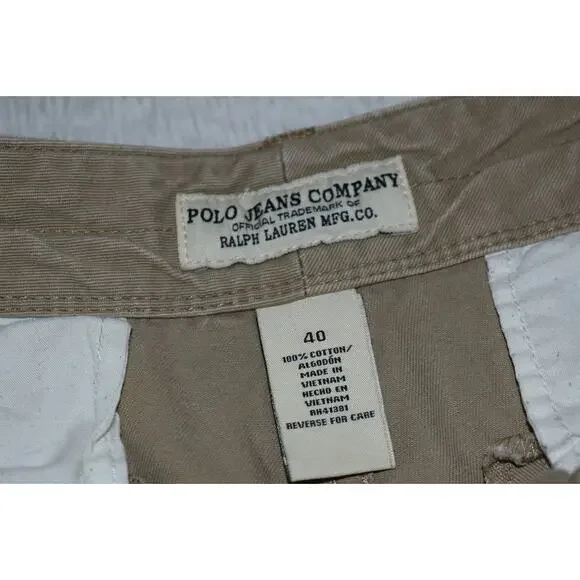 POLO JEANS COMPANY
OFFICIAL TRADEMARK OF
RALPH LAUREN MFG.CO.
40
100% COTTON/
ALGODÓN
MADE IN
VIETNAM
HECHO EN
VIETNAM
RN41381
REVERSE FOR CARE